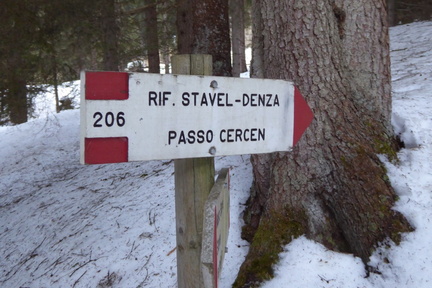 RIF. STAVEL-DENZA
206
PASSO CERCEN